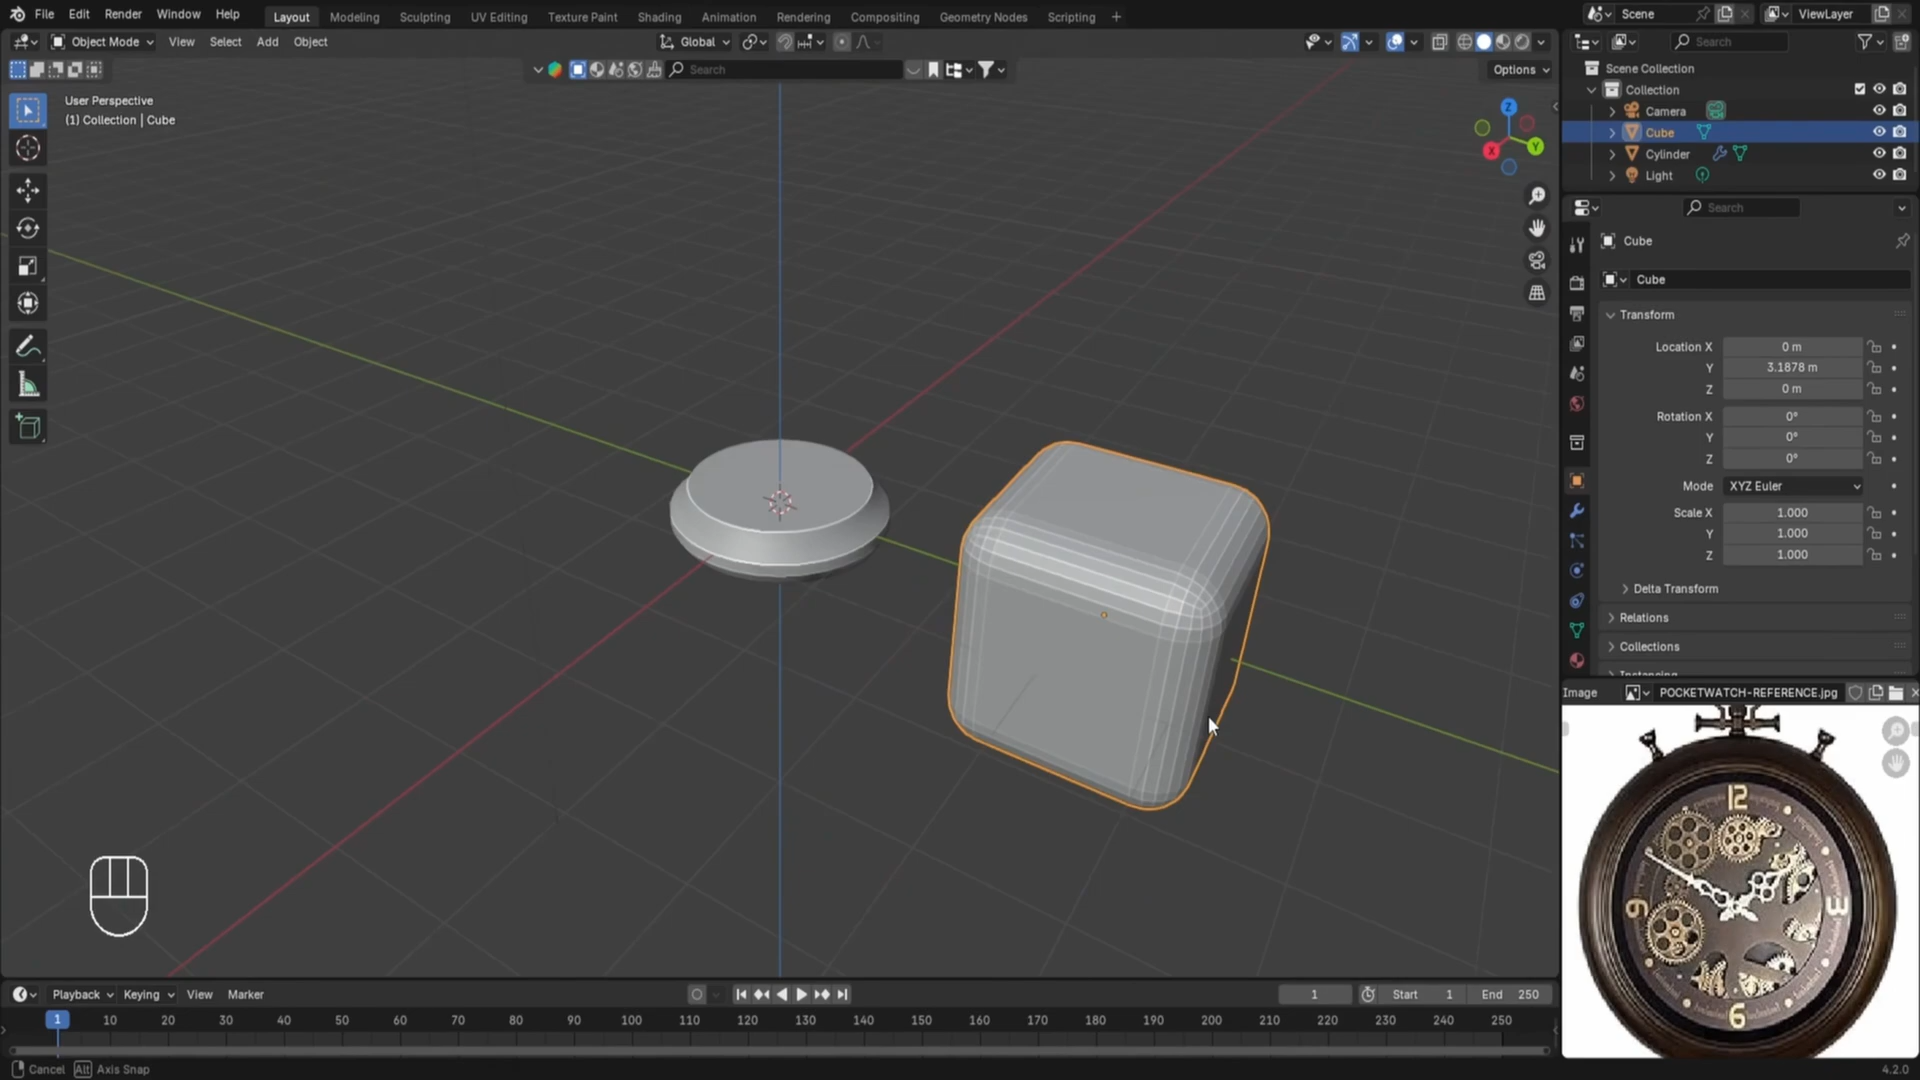 File Edit Render Window Help Layout Modeling Sculpting UV Editing Texture Paint Shading Animation Rendering Compositing Geometry Nodes Scripting + Scene ViewLayer
Object Mode View Select Add Object Global Search
Search Options
Scene Collection
User Perspective
(1) Collection | Cube
Collection
Camera
Cube
Cylinder
Light
Z
X
Y
Search
Cube
Cube
Transform
Location X 0 m
Y 3.1878 m
Z 0 m
Rotation X 0°
Y 0°
Z 0°
Mode XYZ Euler
Scale X 1.000
Y 1.000
Z 1.000
Delta Transform
Relations
Collections
Image POCKETWATCH-REFERENCE.jpg
12
9 3
6
Playback Keying View Marker 1 Start 1 End 250
1 10 20 30 40 50 60 70 80 90 100 110 120 130 140 150 160 170 180 190 200 210 220 230 240 250
Cancel Alt Axis Snap 4.2.0